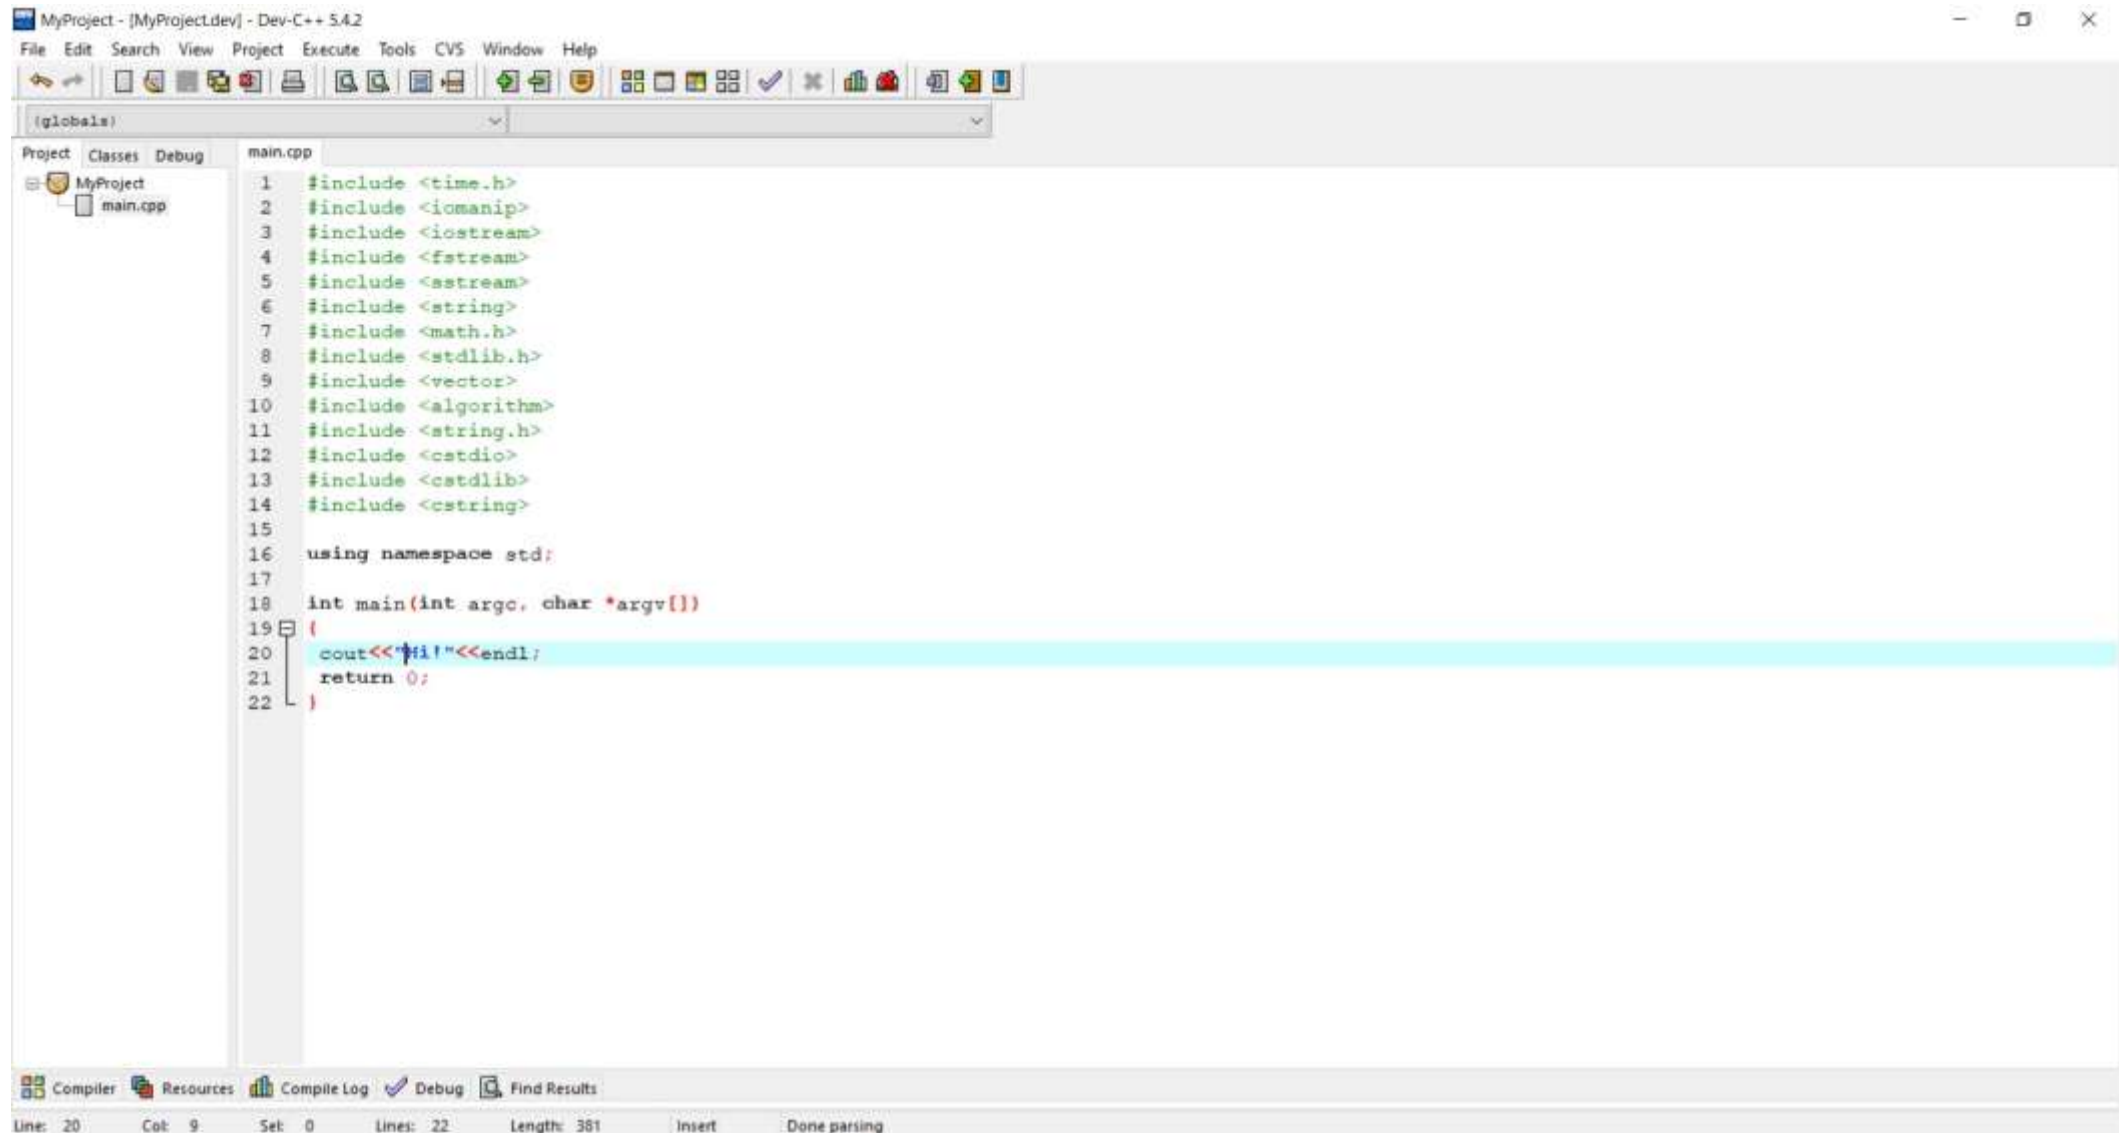 MyProject - [MyProject.dev] - Dev-C++ 5.4.2
File Edit Search View Project Execute Tools CVS Window Help
(globals)
Project Classes Debug main.cpp
MyProject
main.cpp
1 #include <time.h>
2 #include <iomanip>
3 #include <iostream>
4 #include <fstream>
5 #include <sstream>
6 #include <string>
7 #include <math.h>
8 #include <stdlib.h>
9 #include <vector>
10 #include <algorithm>
11 #include <string.h>
12 #include <cstdio>
13 #include <cstdlib>
14 #include <cstring>
15
16 using namespace std;
17
18 int main(int argc, char *argv[])
19 {
20 cout<<"Hi!"<<endl;
21 return 0;
22 }
Compiler Resources Compile Log Debug Find Results
Line: 20 Col: 9 Sel: 0 Lines: 22 Length: 381 Insert Done parsing